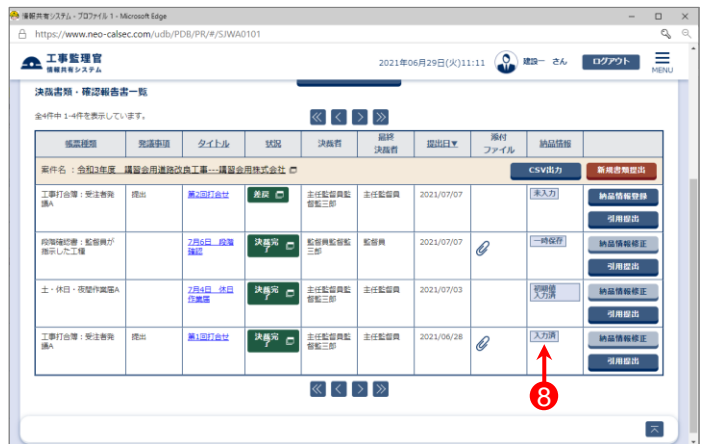 情報共有システム - プロファイル 1 - Microsoft Edge
https://www.neo-calsec.com/udb/PDB/PR/#/SJWA0101
工事監理官
情報共有システム
2021年06月29日(火)11:11
建設一 さん
ログアウト
MENU
決裁書類・確認報告書一覧
全4件中 1-4件を表示しています。
帳票種類 発議事項 タイトル 状況 決裁者 最終決裁者 提出日▼ 添付ファイル 納品情報
案件名：令和3年度 講習会用道路改良工事---講習会用株式会社
CSV出力 新規書類提出
工事打合簿：受注者発議A 提出 第2回打合せ 差戻 主任監督員監督監三郎 主任監督員 2021/07/07 未入力 納品情報登録
引用提出
段階確認書：監督員が指示した工種 7月6日 段階確認 決裁完了 監督員監督監三郎 監督員 2021/07/07 一時保存 納品情報修正
引用提出
土・休日・夜間作業届A 7月4日 休日作業届 決裁完了 主任監督員監督監三郎 主任監督員 2021/07/03 初期値入力済 納品情報修正
引用提出
工事打合簿：受注者発議A 提出 第1回打合せ 決裁完了 主任監督員監督監三郎 主任監督員 2021/06/26 入力済 納品情報修正
引用提出
8